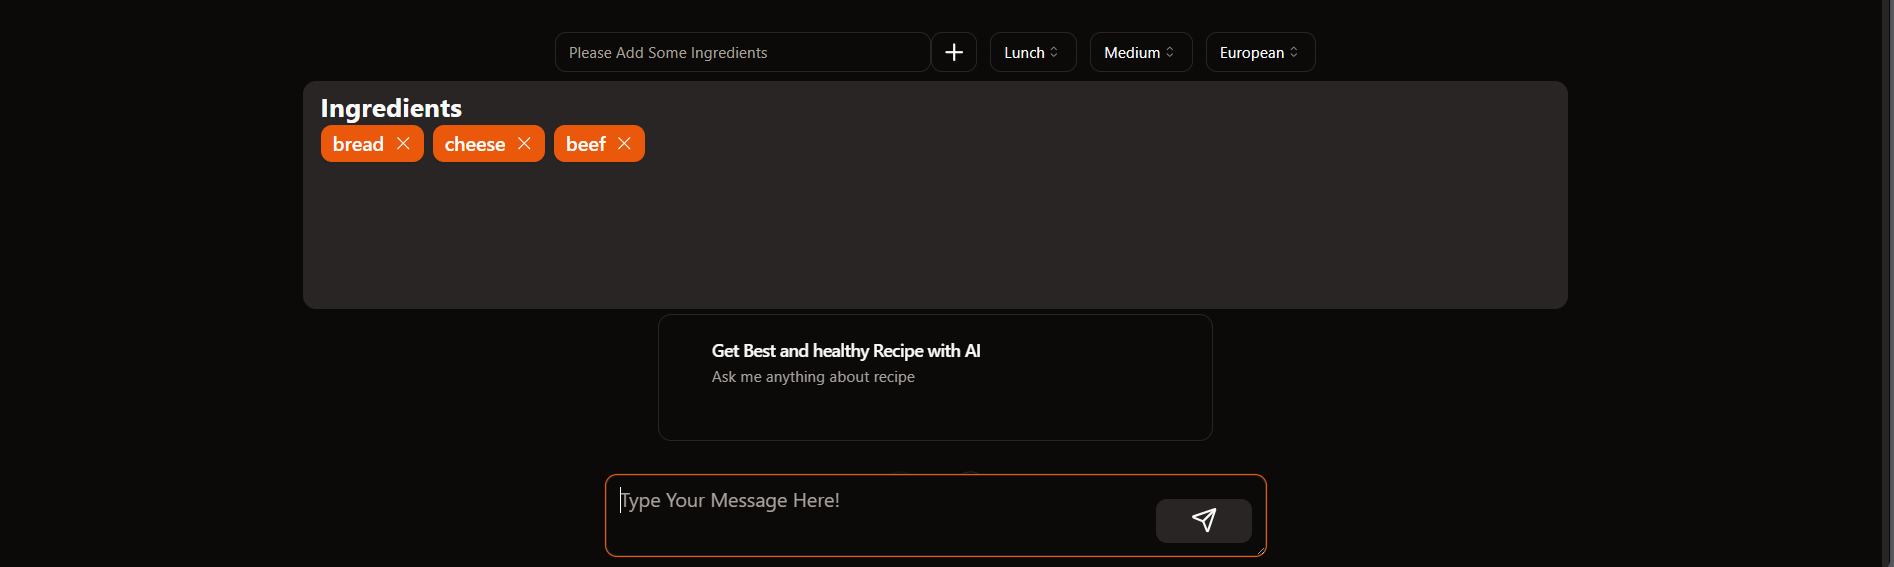 Please Add Some Ingredients
Lunch
Medium
European
Ingredients
bread
cheese
beef
Get Best and healthy Recipe with AI
Ask me anything about recipe
Type Your Message Here!